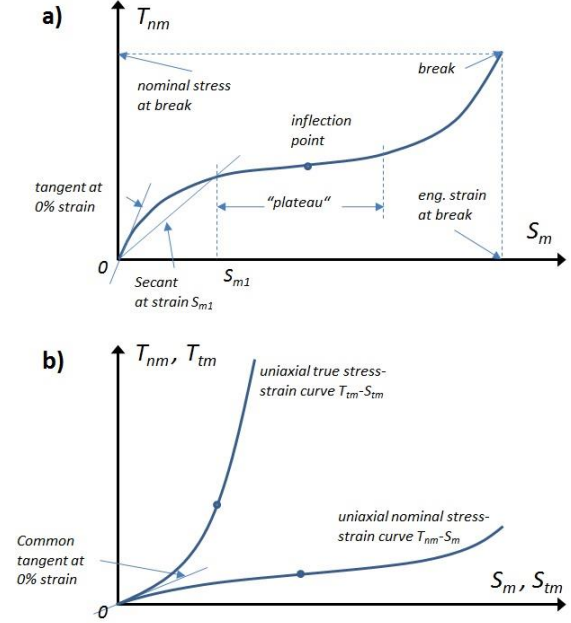 a)
T_nm
nominal stress
at break
break
inflection
point
tangent at
0% strain
"plateau"
eng. strain
at break
S_m
0
Secant
at strain S_m1
S_m1
b)
T_nm, T_tm
uniaxial true stress-
strain curve T_tm-S_tm
uniaxial nominal stress-
strain curve T_nm-S_m
Common
tangent at
0% strain
S_m, S_tm
0